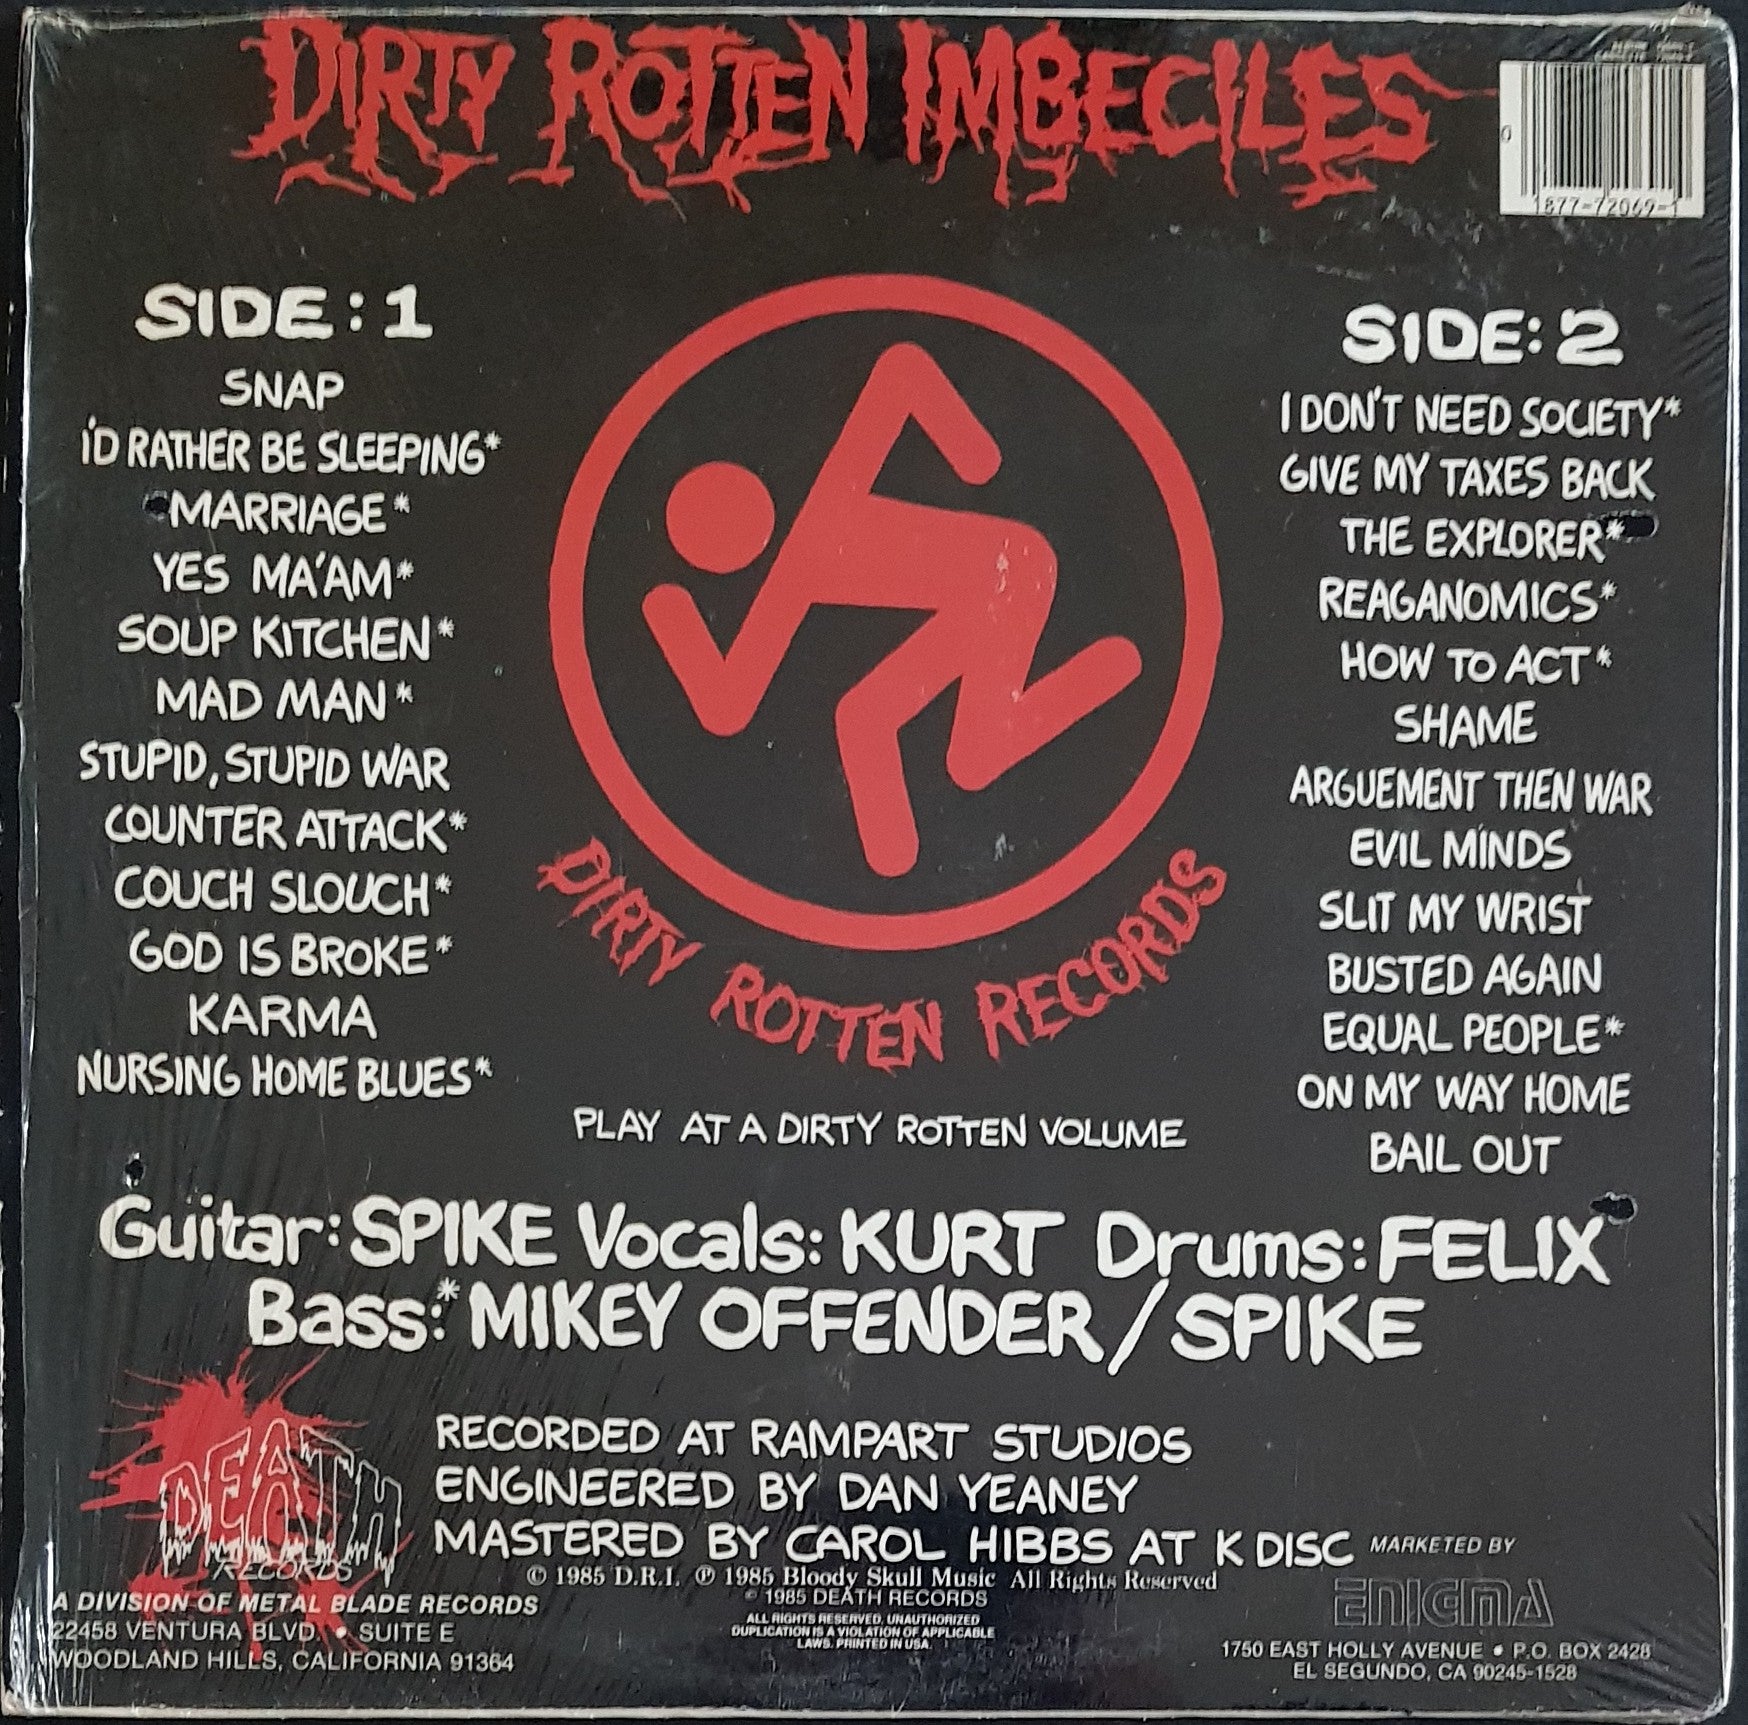 DIRTY ROTTEN IMBECILES
0
1877-72069-1
SIDE: 1
SNAP
I'D RATHER BE SLEEPING*
MARRIAGE*
YES MA'AM*
SOUP KITCHEN*
MAD MAN*
STUPID, STUPID WAR
COUNTER ATTACK*
COUCH SLOUCH*
GOD IS BROKE*
KARMA
NURSING HOME BLUES*
SIDE: 2
I DON'T NEED SOCIETY*
GIVE MY TAXES BACK
THE EXPLORER*
REAGANOMICS*
HOW TO ACT*
SHAME
ARGUEMENT THEN WAR
EVIL MINDS
SLIT MY WRIST
BUSTED AGAIN
EQUAL PEOPLE*
ON MY WAY HOME
BAIL OUT
DIRTY ROTTEN RECORDS
PLAY AT A DIRTY ROTTEN VOLUME
Guitar: SPIKE Vocals: KURT Drums: FELIX
Bass:* MIKEY OFFENDER / SPIKE
DEATH
RECORDS
A DIVISION OF METAL BLADE RECORDS
22458 VENTURA BLVD. • SUITE E
WOODLAND HILLS, CALIFORNIA 91364
RECORDED AT RAMPART STUDIOS
ENGINEERED BY DAN YEANEY
MASTERED BY CAROL HIBBS AT K DISC
© 1985 D.R.I. ℗ 1985 Bloody Skull Music All Rights Reserved
© 1985 DEATH RECORDS
ALL RIGHTS RESERVED. UNAUTHORIZED
DUPLICATION IS A VIOLATION OF APPLICABLE
LAWS. PRINTED IN USA.
MARKETED BY
ENIGMA
1750 EAST HOLLY AVENUE • P.O. BOX 2428
EL SEGUNDO, CA 90245-1528